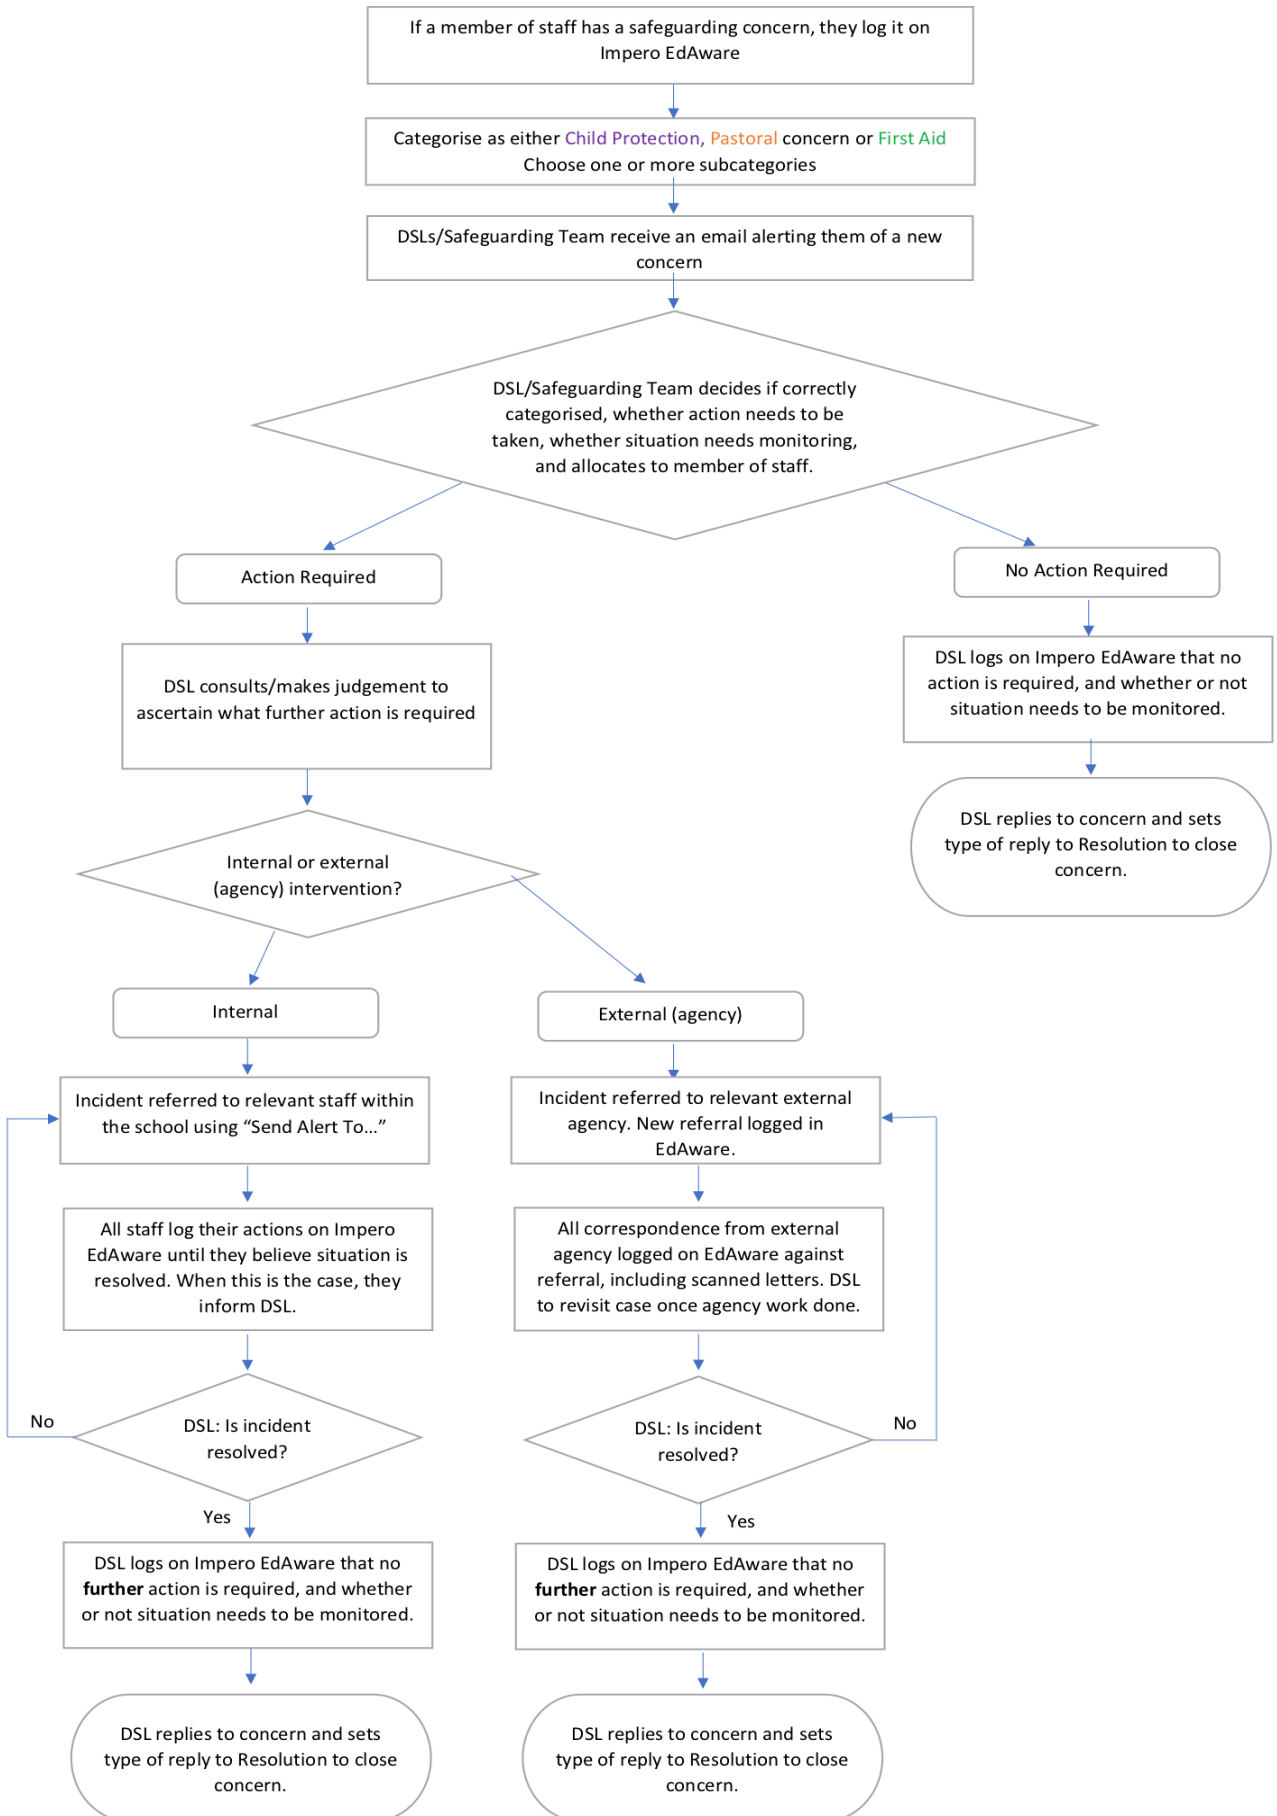 If a member of staff has a safeguarding concern, they log it on
Impero EdAware
Categorise as either Child Protection, Pastoral concern or First Aid
Choose one or more subcategories
DSLs/Safeguarding Team receive an email alerting them of a new
concern
DSL/Safeguarding Team decides if correctly
categorised, whether action needs to be
taken, whether situation needs monitoring,
and allocates to member of staff.
Action Required
No Action Required
DSL consults/makes judgement to
ascertain what further action is required
DSL logs on Impero EdAware that no
action is required, and whether or not
situation needs to be monitored.
DSL replies to concern and sets
type of reply to Resolution to close
concern.
Internal or external
(agency) intervention?
Internal
External (agency)
Incident referred to relevant staff within
the school using “Send Alert To…”
Incident referred to relevant external
agency. New referral logged in
EdAware.
All staff log their actions on Impero
EdAware until they believe situation is
resolved. When this is the case, they
inform DSL.
All correspondence from external
agency logged on EdAware against
referral, including scanned letters. DSL
to revisit case once agency work done.
No
DSL: Is incident
resolved?
DSL: Is incident
resolved?
No
Yes
Yes
DSL logs on Impero EdAware that no
further action is required, and whether
or not situation needs to be monitored.
DSL logs on Impero EdAware that no
further action is required, and whether
or not situation needs to be monitored.
DSL replies to concern and sets
type of reply to Resolution to close
concern.
DSL replies to concern and sets
type of reply to Resolution to close
concern.